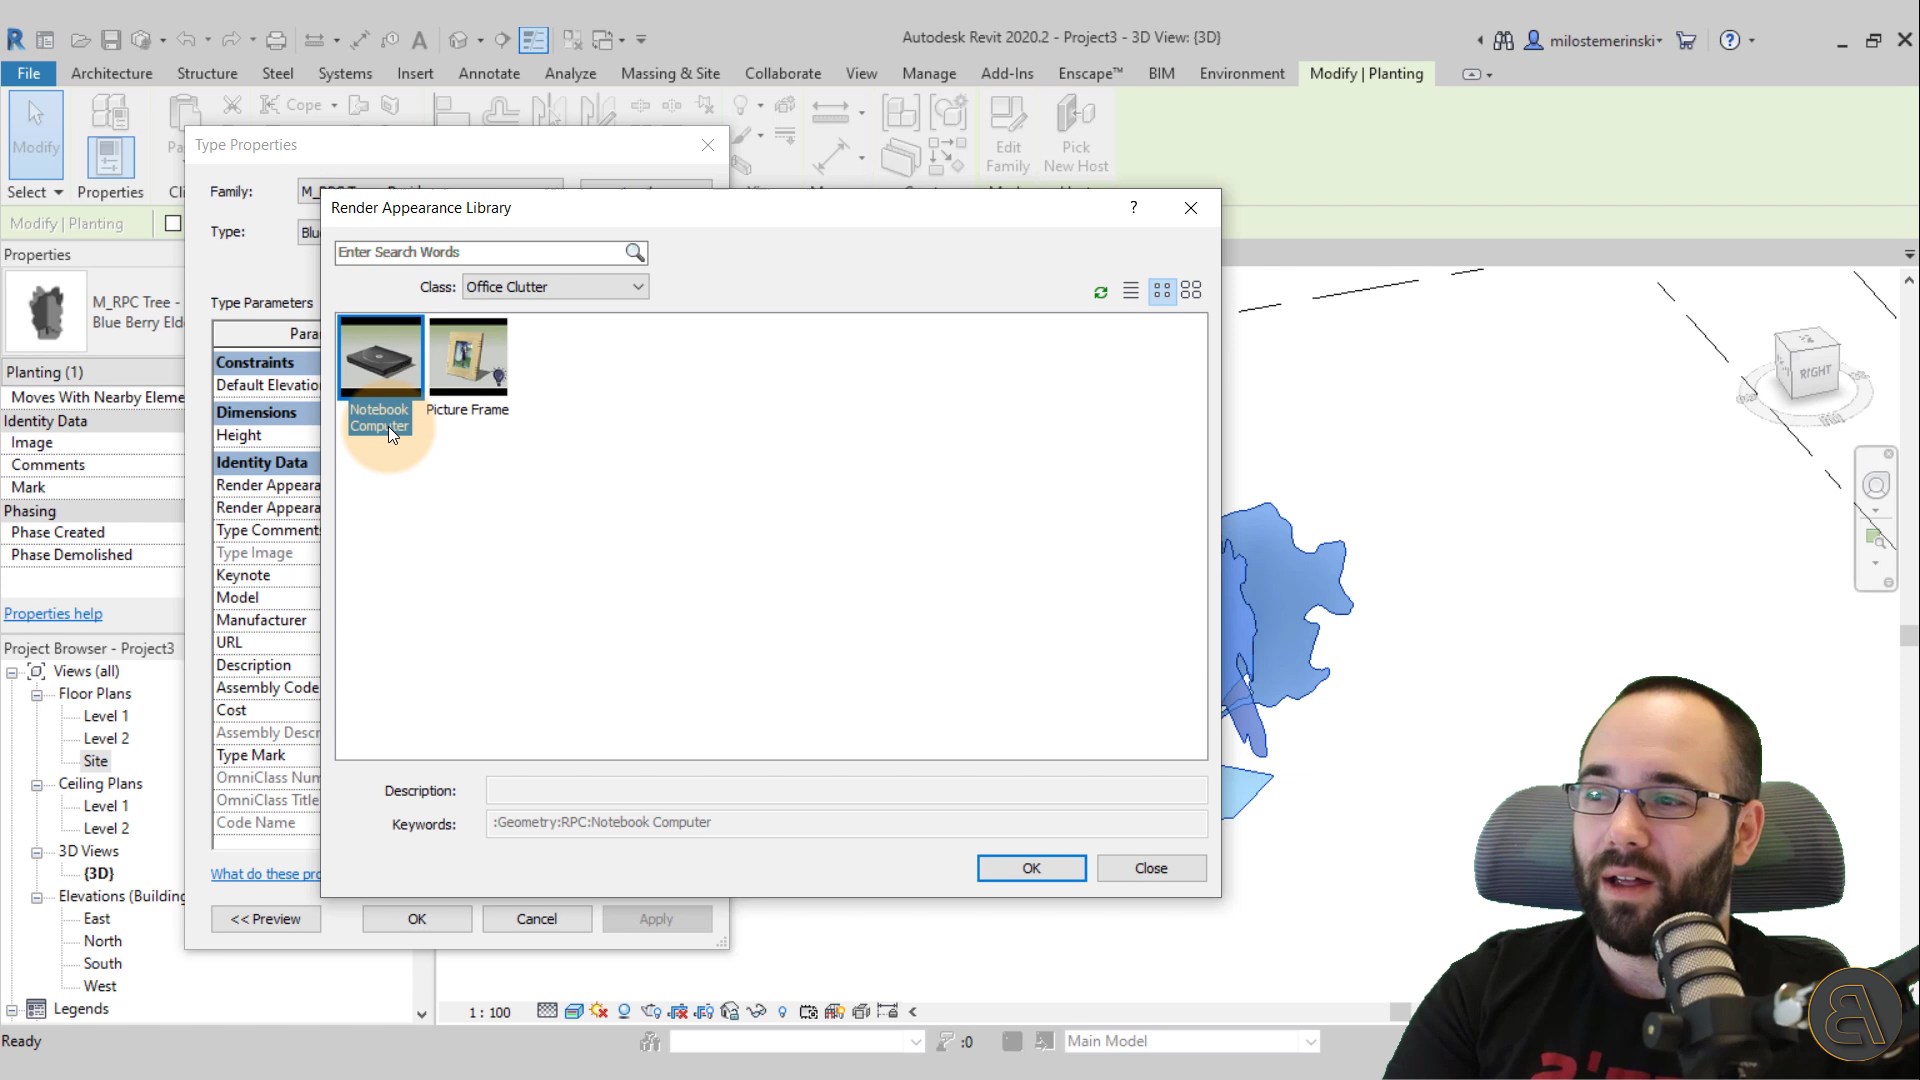 Autodesk Revit 2020.2 - Project3 - 3D View: {3D}
milostemerinski
File Architecture Structure Steel Systems Insert Annotate Analyze Massing & Site Collaborate View Manage Add-Ins Enscape™ BIM Environment Modify | Planting
Cope
Modify
Edit Family
Pick New Host
Select Properties
Modify | Planting
Type Properties
Family:
Type:
Type Parameters
Constraints
Dimensions
Height
Identity Data
Render Appeara
Render Appeara
Type Comment
Type Image
Keynote
Model
Manufacturer
URL
Description
Assembly Code
Cost
Assembly Descr
Type Mark
OmniClass Num
OmniClass Title
Code Name
What do these pro
<< Preview OK Cancel Apply
Render Appearance Library
?
Enter Search Words
Class: Office Clutter
Notebook Computer
Picture Frame
Description:
Keywords: :Geometry:RPC:Notebook Computer
OK Close
Properties
M_RPC Tree -
Blue Berry Eld
Planting (1)
Moves With Nearby Eleme
Identity Data
Image
Comments
Mark
Phasing
Phase Created
Phase Demolished
Properties help
Project Browser - Project3
Views (all)
Floor Plans
Level 1
Level 2
Site
Ceiling Plans
Level 1
Level 2
3D Views
{3D}
Elevations (Building
East
North
South
West
Legends
RIGHT
1 : 100
Ready
:0
Main Model